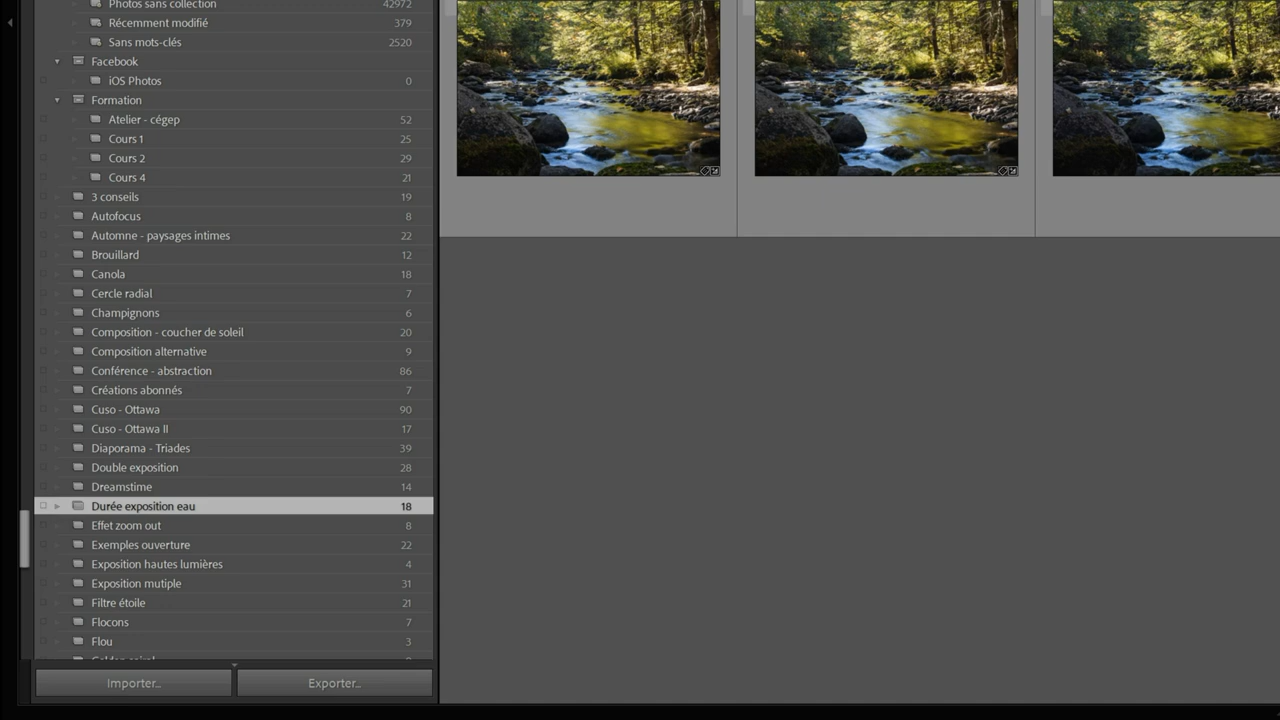 Photos sans collection 42972
Récemment modifié 379
Sans mots-clés 2520
Facebook
iOS Photos 0
Formation
Atelier - cégep 52
Cours 1 25
Cours 2 29
Cours 4 21
3 conseils 19
Autofocus 8
Automne - paysages intimes 22
Brouillard 12
Canola 18
Cercle radial 7
Champignons 6
Composition - coucher de soleil 20
Composition alternative 9
Conférence - abstraction 86
Créations abonnés 7
Cuso - Ottawa 90
Cuso - Ottawa II 17
Diaporama - Triades 39
Double exposition 28
Dreamstime 14
Durée exposition eau 18
Effet zoom out 8
Exemples ouverture 22
Exposition hautes lumières 4
Exposition mutiple 31
Filtre étoile 21
Flocons 7
Flou 3
Importer... Exporter...